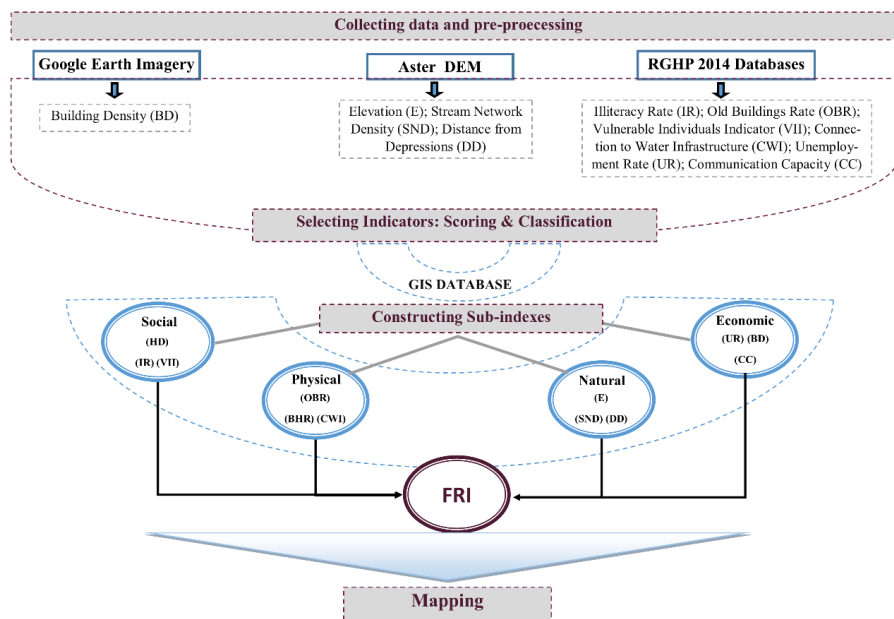 Collecting data and pre-proecessing
Google Earth Imagery
Aster DEM
RGHP 2014 Databases
Building Density (BD)
Elevation (E); Stream Network
Density (SND); Distance from
Depressions (DD)
Illiteracy Rate (IR); Old Buildings Rate (OBR);
Vulnerable Individuals Indicator (VII); Connec-
tion to Water Infrastructure (CWI); Unemploy-
ment Rate (UR); Communication Capacity (CC)
Selecting Indicators: Scoring & Classification
GIS DATABASE
Constructing Sub-indexes
Social
(HD)
(IR) (VII)
Physical
(OBR)
(BHR) (CWI)
Natural
(E)
(SND) (DD)
Economic
(UR) (BD)
(CC)
FRI
Mapping